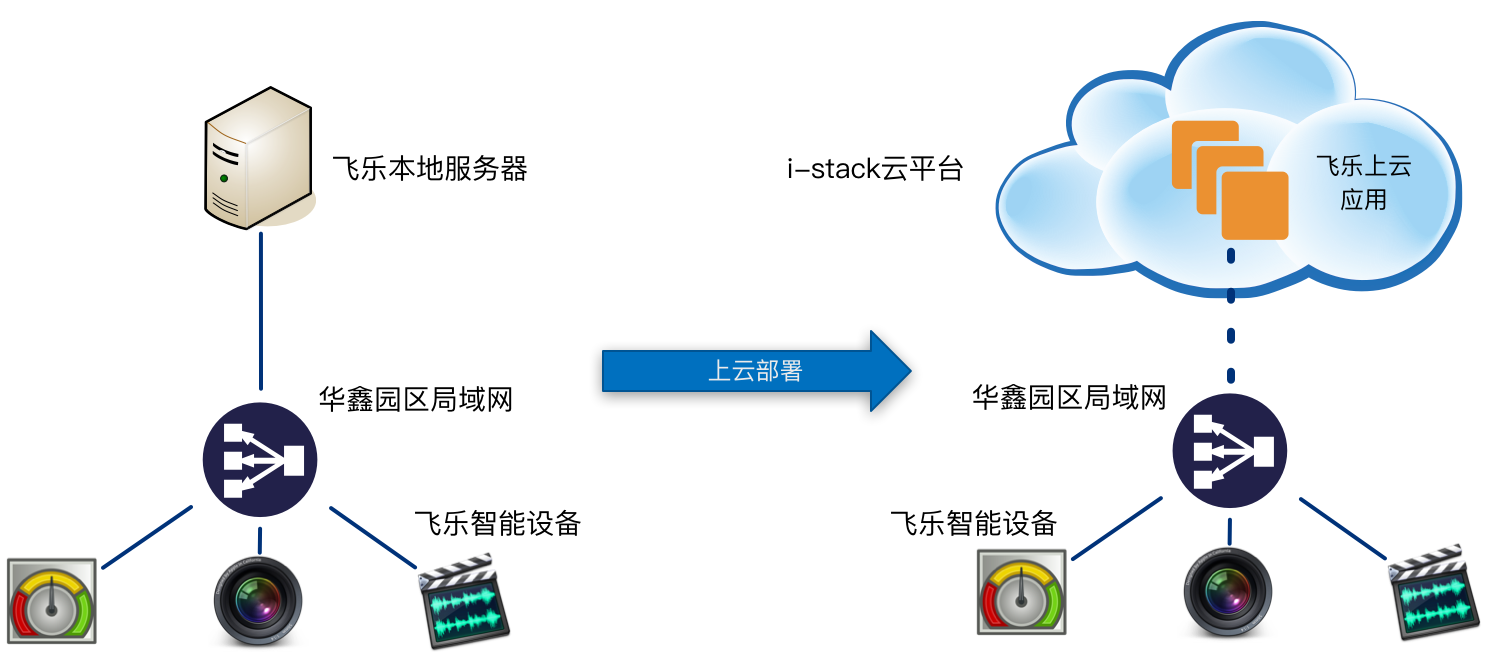 飞乐本地服务器
i-stack云平台
飞乐上云
应用
上云部署
华鑫园区局域网
华鑫园区局域网
飞乐智能设备
飞乐智能设备